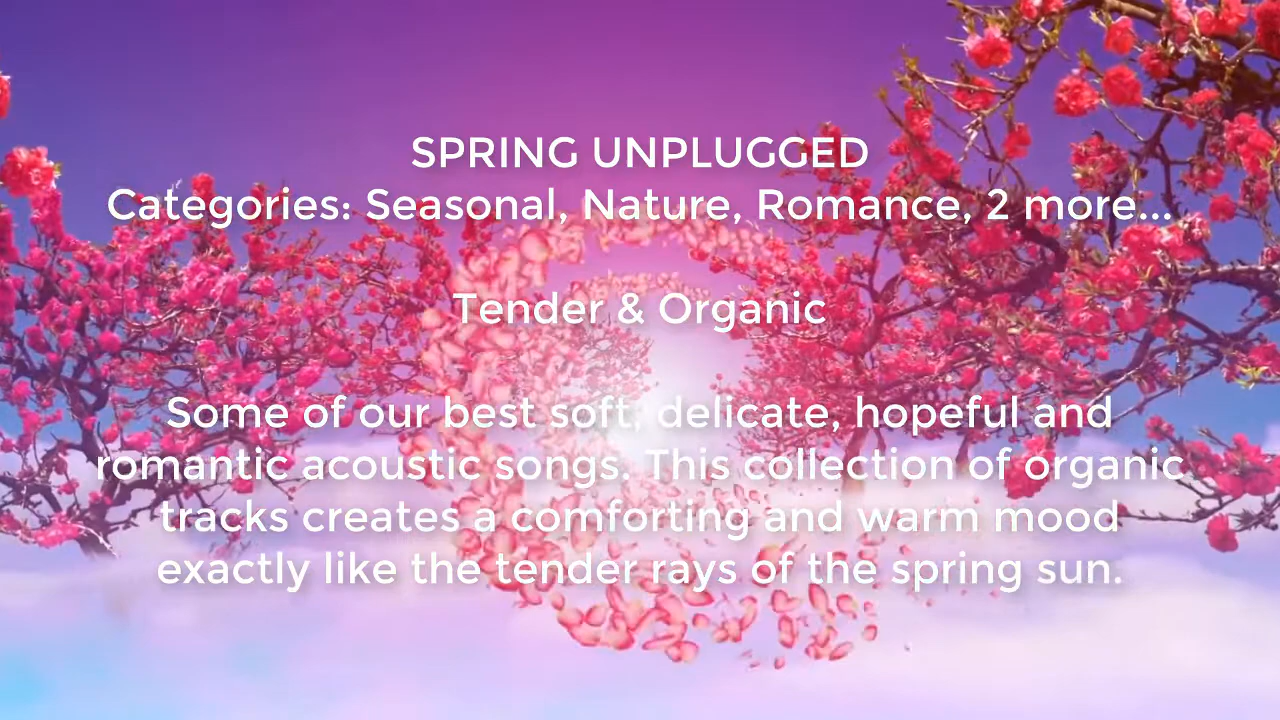 SPRING UNPLUGGED
Categories: Seasonal, Nature, Romance, 2 more...
Tender & Organic
Some of our best soft, delicate, hopeful and
romantic acoustic songs. This collection of organic
tracks creates a comforting and warm mood
exactly like the tender rays of the spring sun.